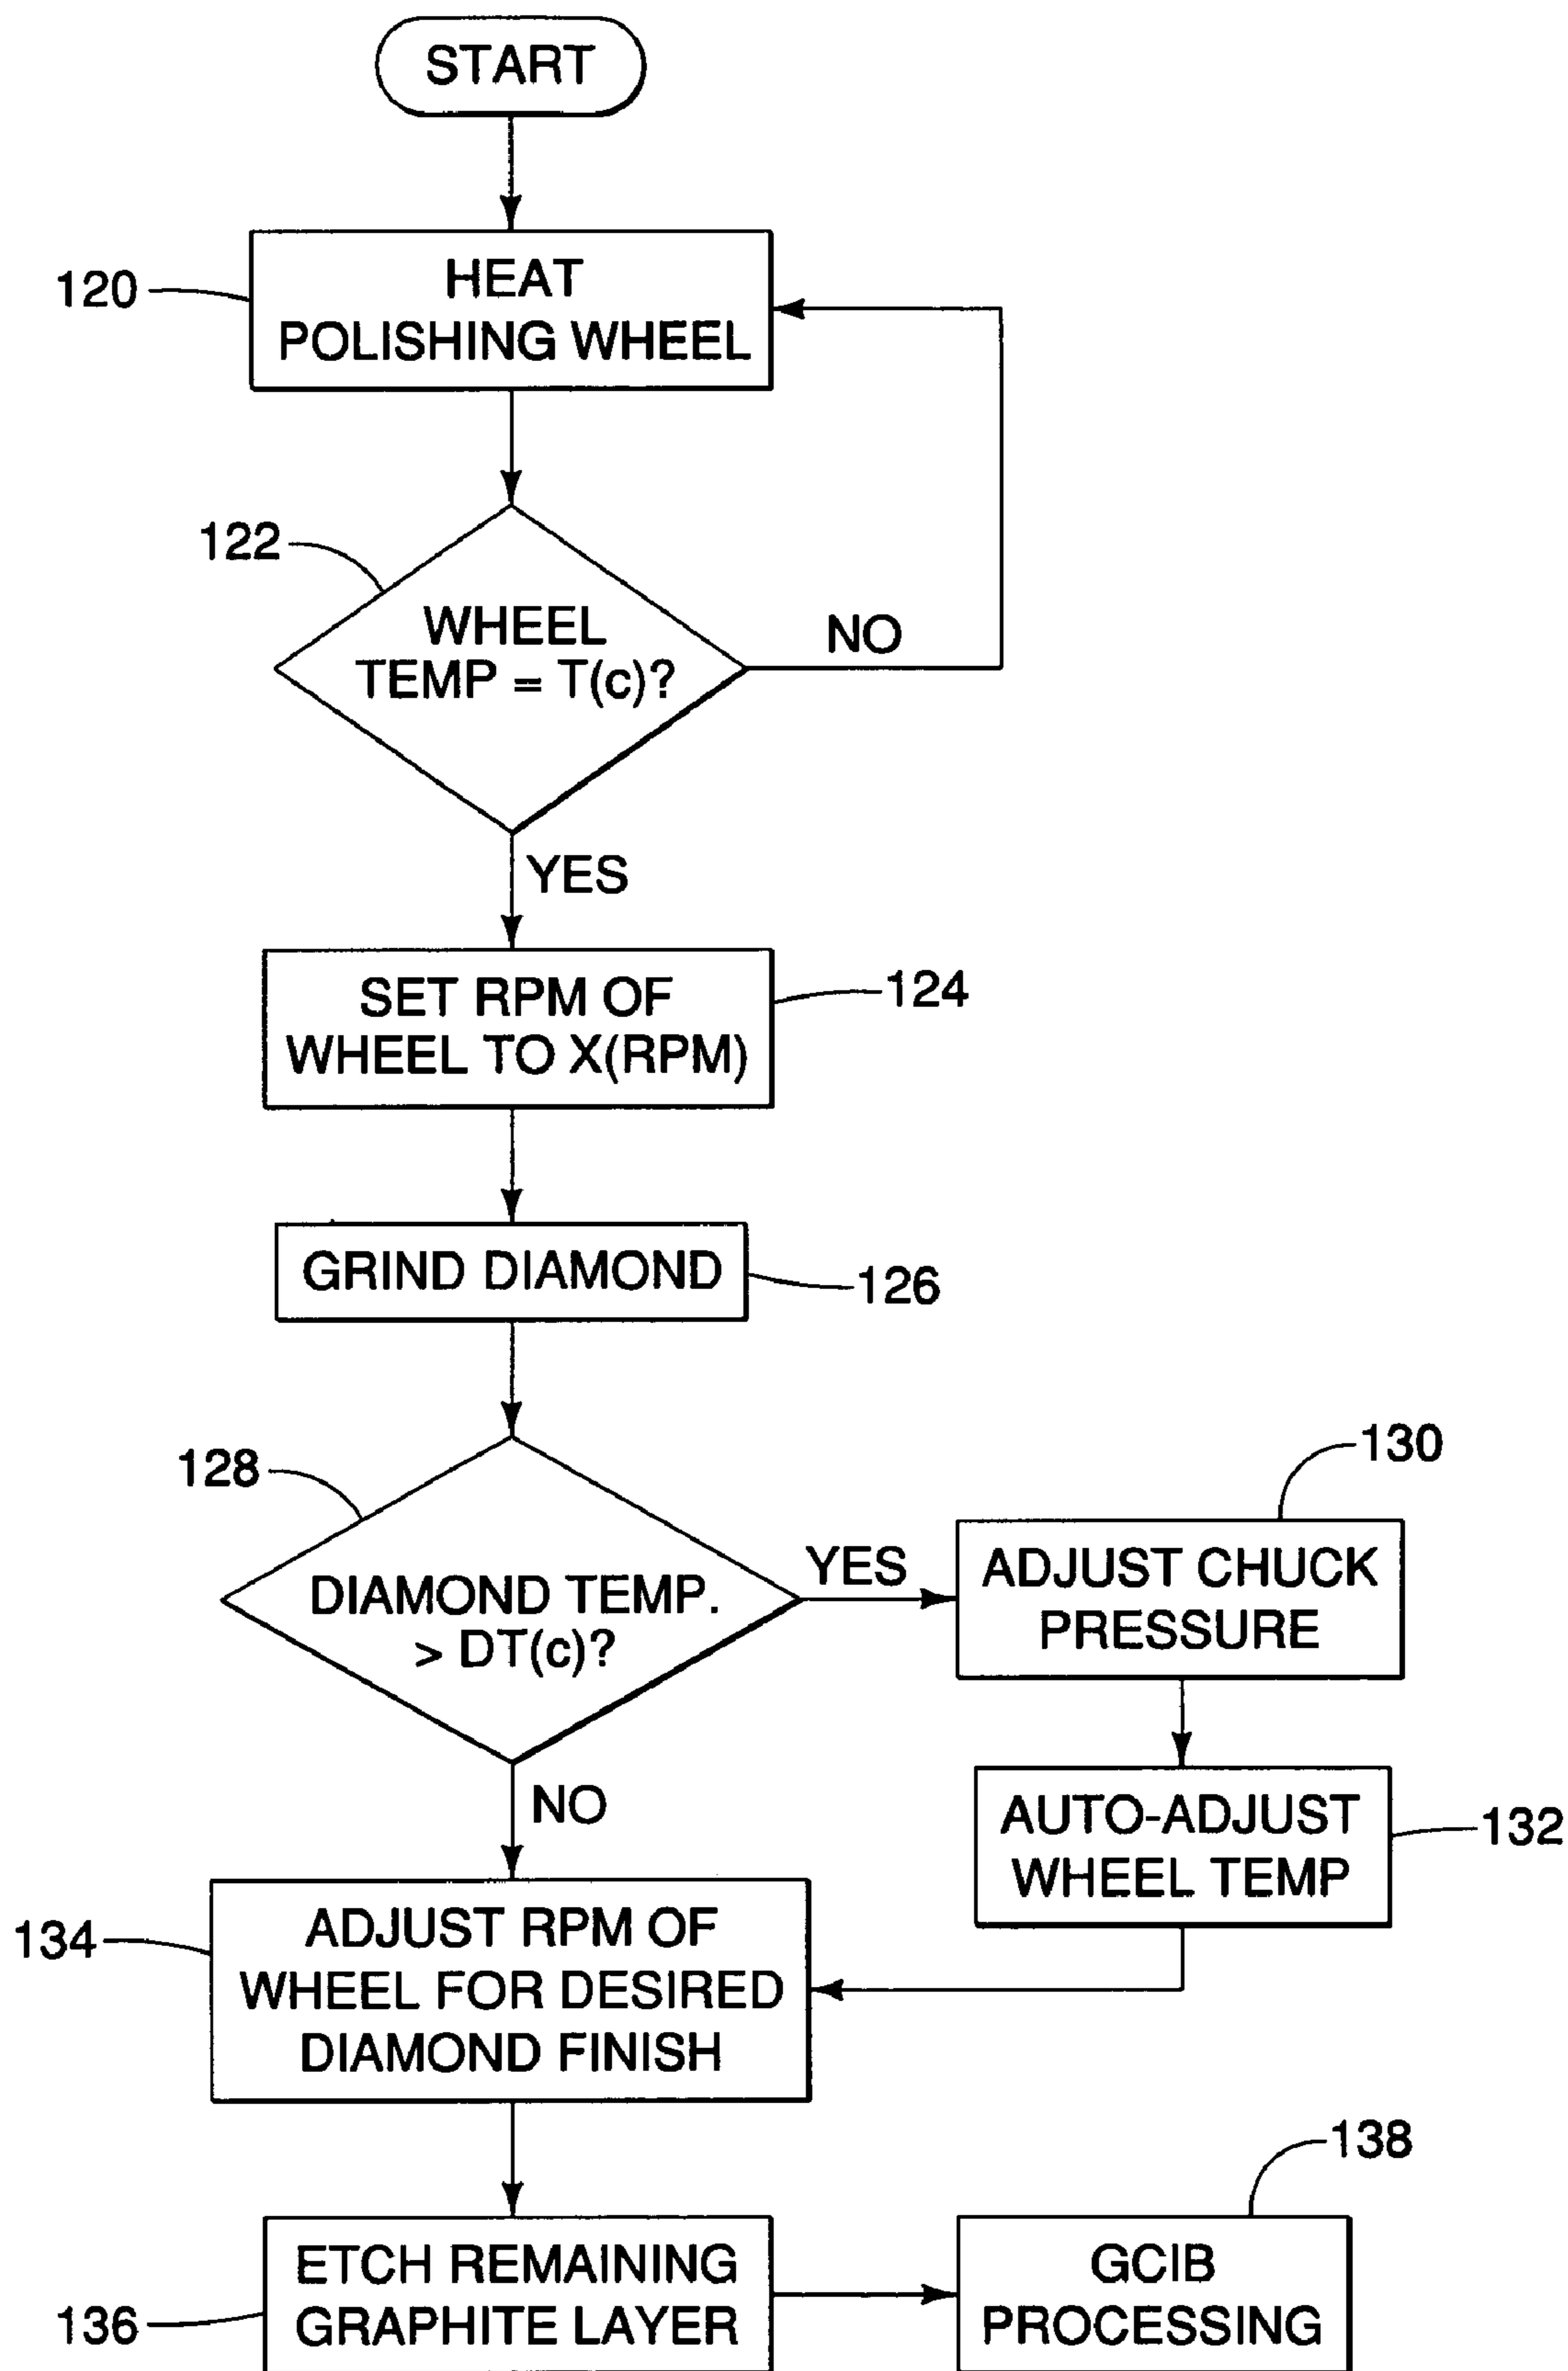 START
120
HEAT
POLISHING WHEEL
122
WHEEL
TEMP = T(c)?
NO
YES
SET RPM OF
WHEEL TO X(RPM)
124
GRIND DIAMOND
126
128
DIAMOND TEMP.
> DT(c)?
YES
130
ADJUST CHUCK
PRESSURE
AUTO-ADJUST
WHEEL TEMP
132
NO
134
ADJUST RPM OF
WHEEL FOR DESIRED
DIAMOND FINISH
136
ETCH REMAINING
GRAPHITE LAYER
138
GCIB
PROCESSING